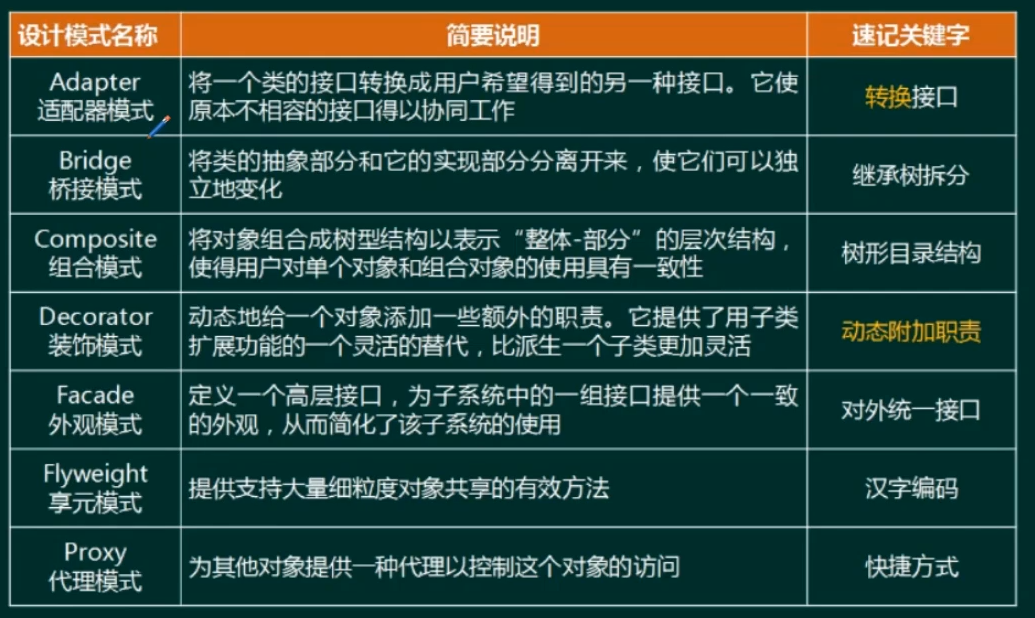 设计模式名称
简要说明
速记关键字
Adapter
适配器模式
将一个类的接口转换成用户希望得到的另一种接口。它使
原本不相容的接口得以协同工作
转换接口
Bridge
桥接模式
将类的抽象部分和它的实现部分分离开来，使它们可以独
立地变化
继承树拆分
Composite
组合模式
将对象组合成树型结构以表示“整体-部分”的层次结构，
使得用户对单个对象和组合对象的使用具有一致性
树形目录结构
Decorator
装饰模式
动态地给一个对象添加一些额外的职责。它提供了用子类
扩展功能的一个灵活的替代，比派生一个子类更加灵活
动态附加职责
Facade
外观模式
定义一个高层接口，为子系统中的一组接口提供一个一致
的外观，从而简化了该子系统的使用
对外统一接口
Flyweight
享元模式
提供支持大量细粒度对象共享的有效方法
汉字编码
Proxy
代理模式
为其他对象提供一种代理以控制这个对象的访问
快捷方式